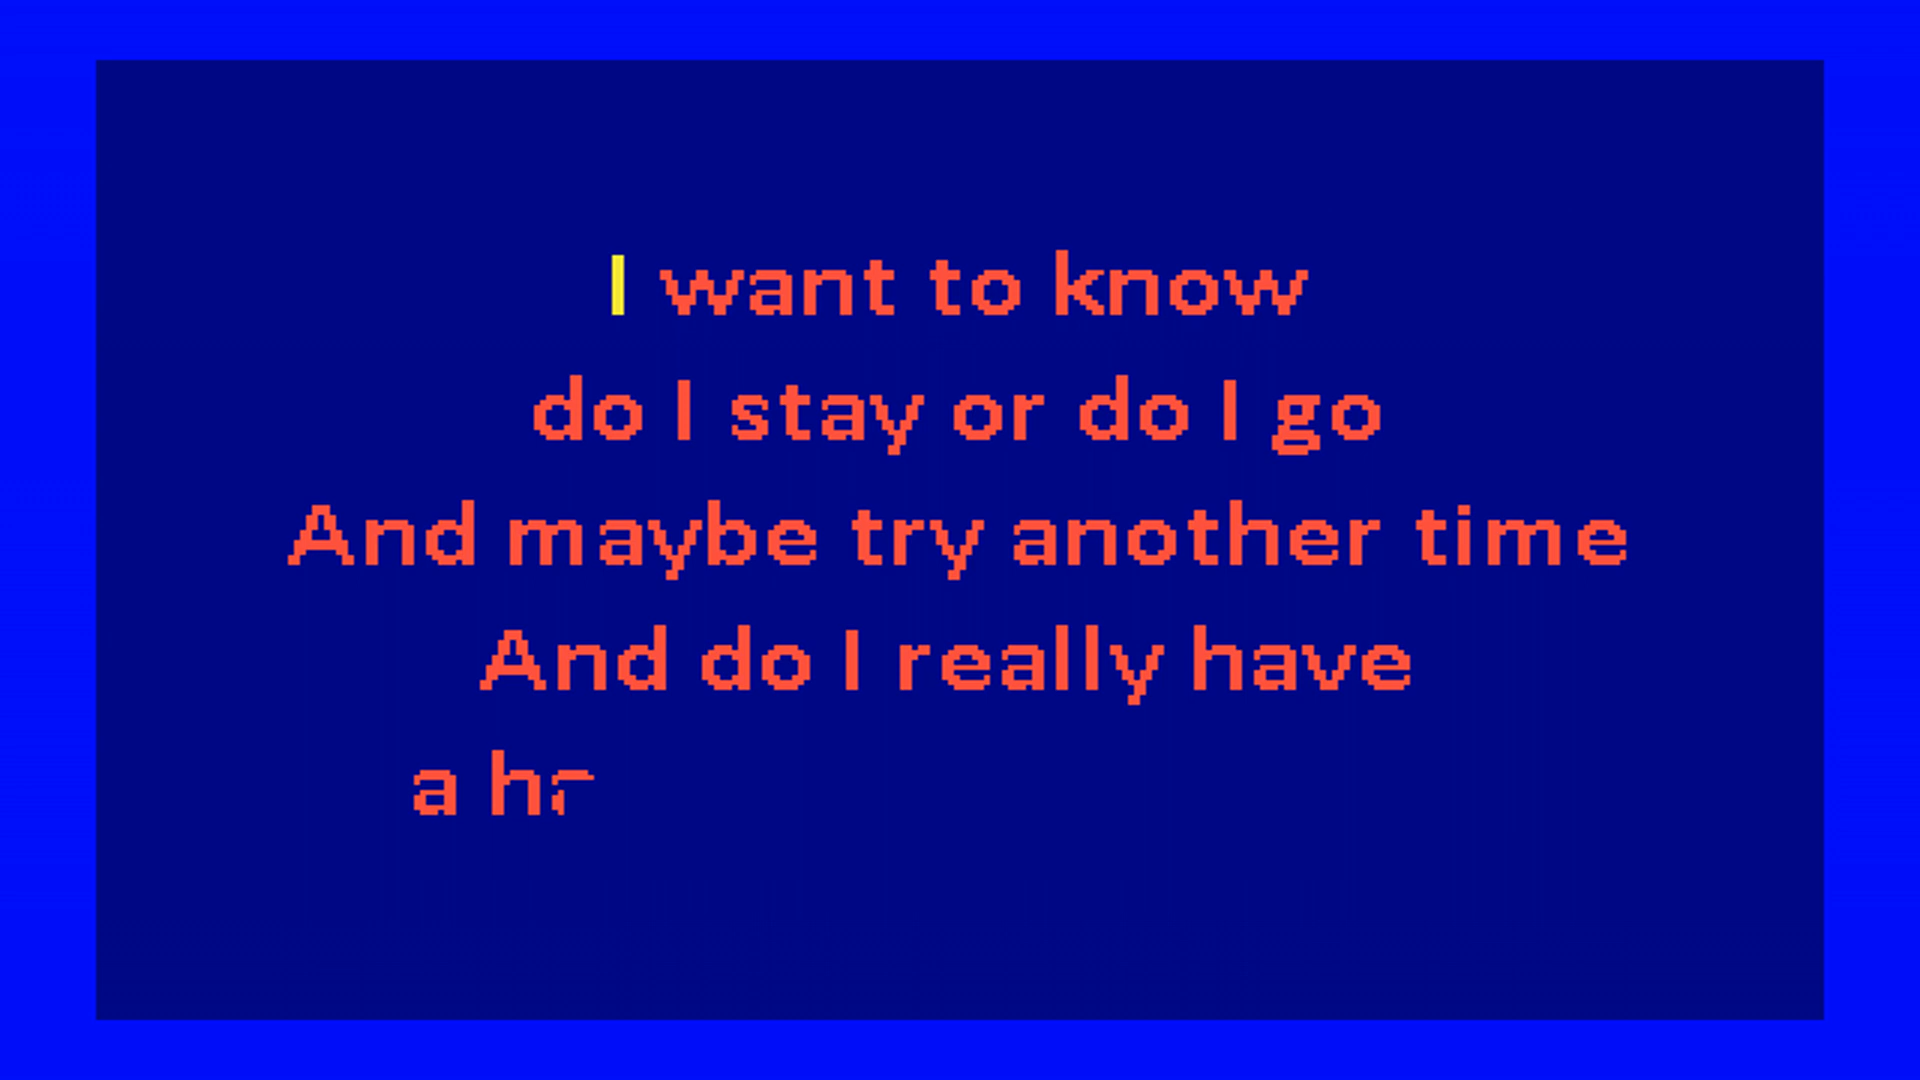 I want to know
do I stay or do I go
And maybe try another time
And do I really have
a